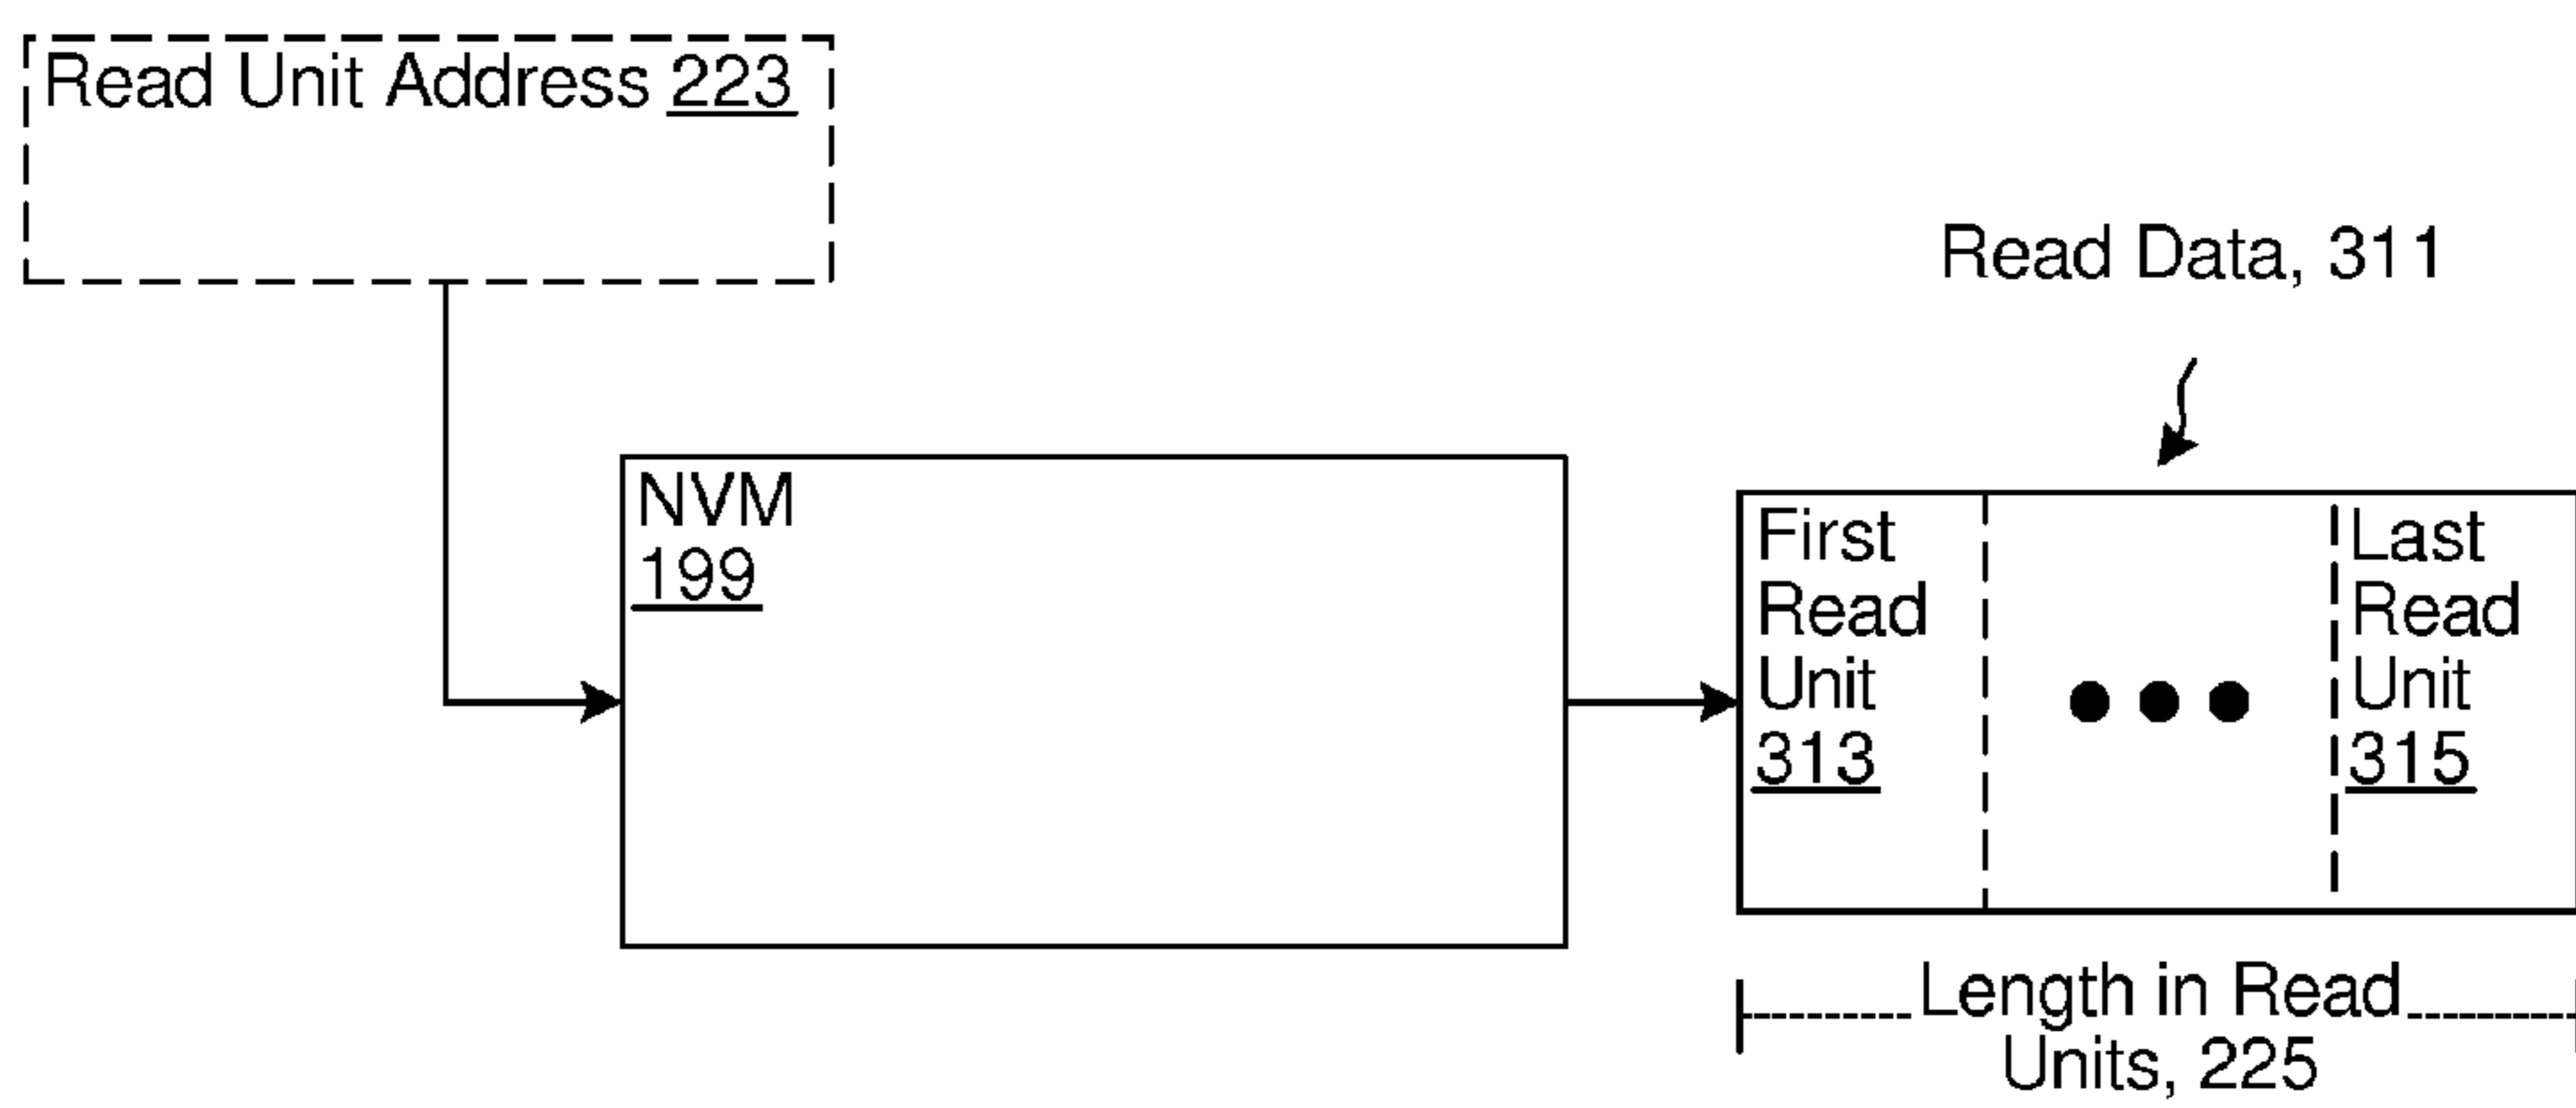 Read Unit Address 223
Read Data, 311
NVM
199
First
Read
Unit
313
Last
Read
Unit
315
Length in Read
Units, 225